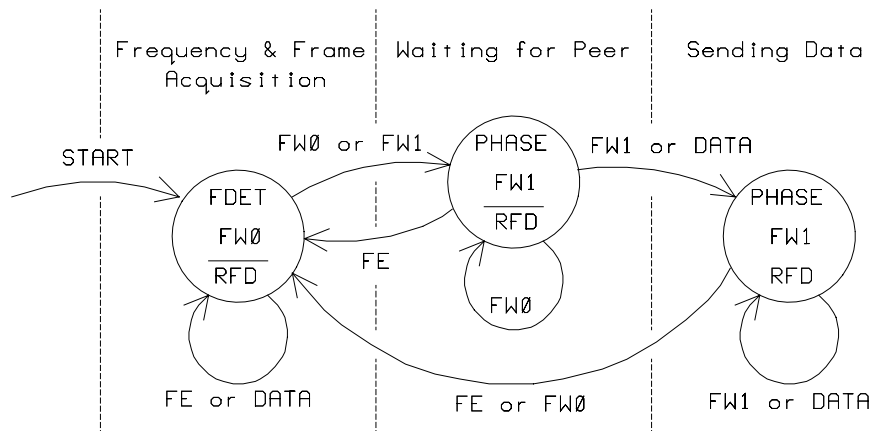 Frequency & Frame
Acquisition
Waiting for Peer
Sending Data
START
FW0 or FW1
FW1 or DATA
FDET
FW0
RFD
PHASE
FW1
RFD
PHASE
FW1
RFD
FE
FW0
FE or DATA
FE or FW0
FW1 or DATA